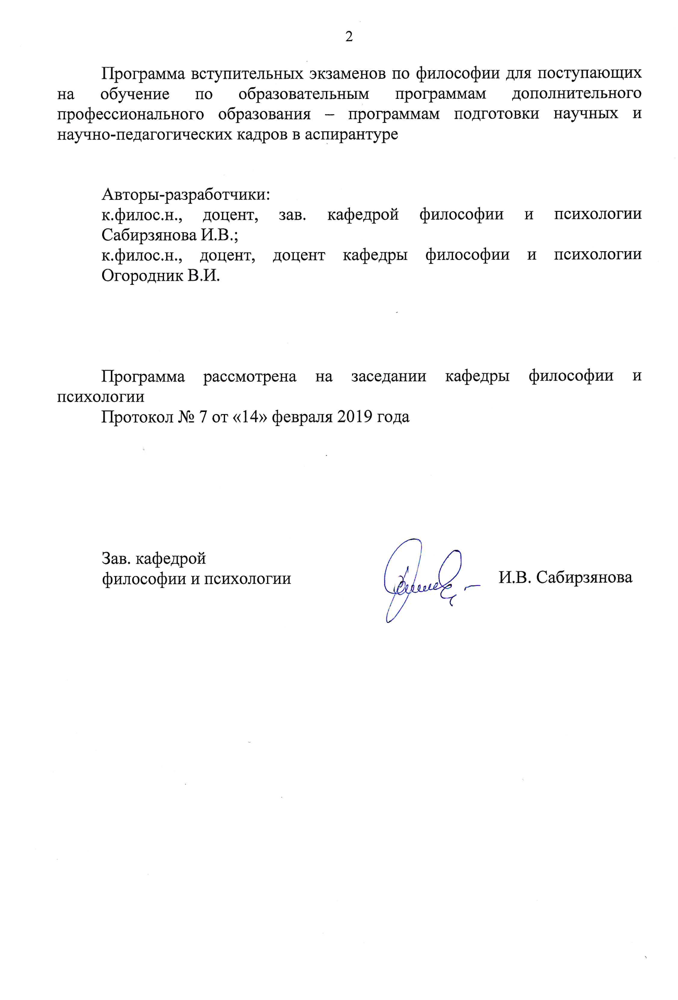 2
Программа вступительных экзаменов по философии для поступающих
на обучение по образовательным программам дополнительного
профессионального образования – программам подготовки научных и
научно-педагогических кадров в аспирантуре
Авторы-разработчики:
к.филос.н., доцент, зав. кафедрой философии и психологии
Сабирзянова И.В.;
к.филос.н., доцент, доцент кафедры философии и психологии
Огородник В.И.
Программа рассмотрена на заседании кафедры философии и
психологии
Протокол № 7 от «14» февраля 2019 года
Зав. кафедрой
философии и психологии И.В. Сабирзянова